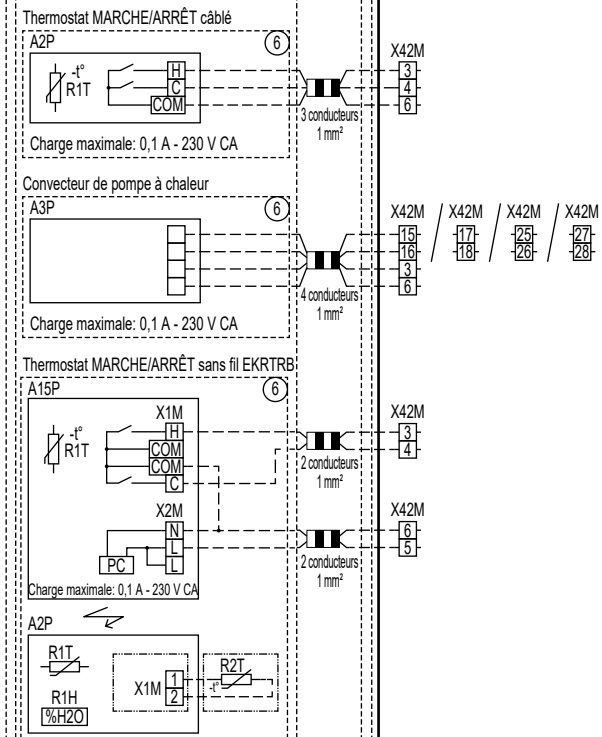 Thermostat MARCHE/ARRÊT câblé
A2P
6
X42M
-t°
R1T
H
C
COM
3
4
6
3 conducteurs
1 mm²
Charge maximale: 0,1 A - 230 V CA
Convecteur de pompe à chaleur
A3P
6
X42M / X42M / X42M / X42M
15 17 25 27
16 18 26 28
3
6
4 conducteurs
1 mm²
Charge maximale: 0,1 A - 230 V CA
Thermostat MARCHE/ARRÊT sans fil EKRTRB
A15P
6
X1M
X42M
-t°
R1T
H
COM
COM
C
3
4
2 conducteurs
1 mm²
X2M
X42M
N
L
L
PC
6
5
2 conducteurs
1 mm²
Charge maximale: 0,1 A - 230 V CA
A2P
R1T
R1H
%H2O
X1M
1
2
R2T
-t°